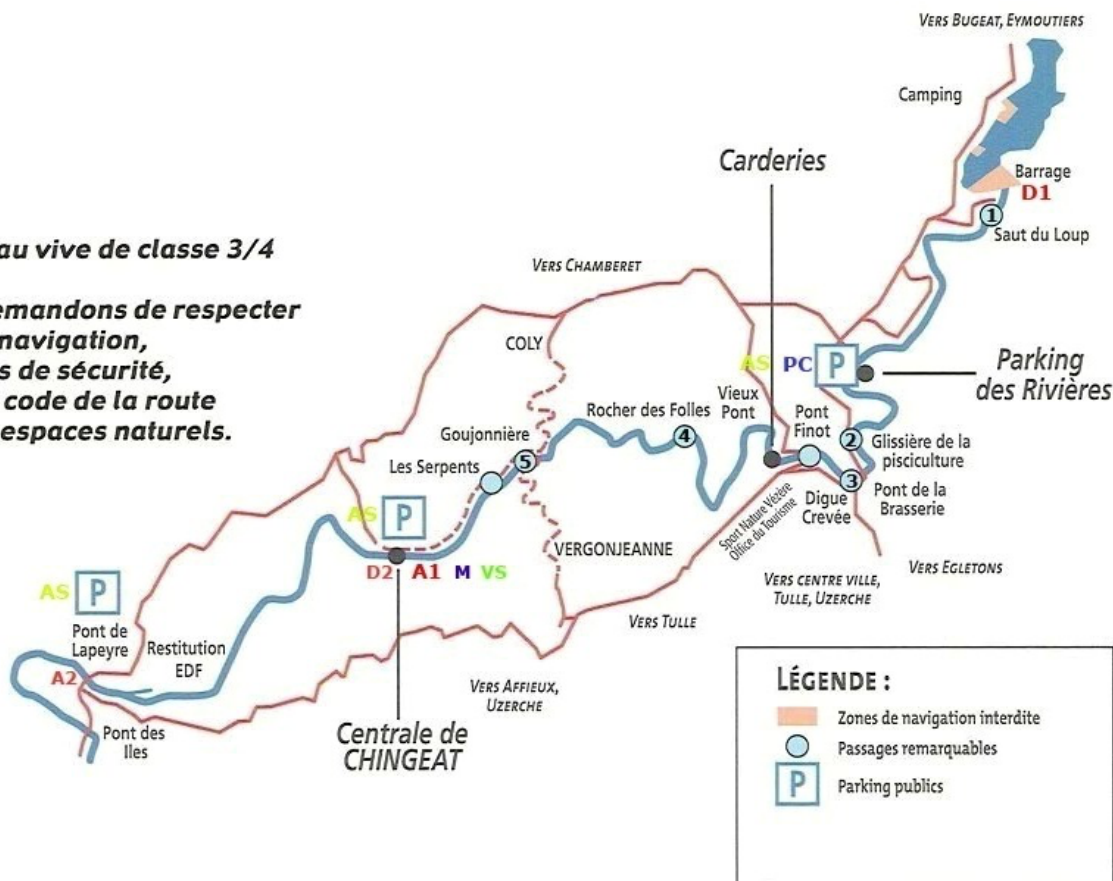 VERS BUGEAT, EYMOUTIERS
Camping
Carderies
Barrage
D1
1
Saut du Loup
au vive de classe 3/4
emandons de respecter
navigation,
s de sécurité,
code de la route
espaces naturels.
VERS CHAMBERET
COLY
AS PC P
Parking
des Rivières
Vieux
Pont
Rocher des Folles
4
Pont
Finot
2
Glissière de la
pisciculture
Goujonnière
5
Les Serpents
3
Pont de la
Brasserie
Digue
Crevée
Sport Nature Vézère
Office du Tourisme
AS P
VERGONJEANNE
D2 A1 M VS
VERS CENTRE VILLE,
TULLE, UZERCHE
VERS EGLETONS
AS P
Pont de
Lapeyre
Restitution
EDF
VERS TULLE
A2
VERS AFFIEUX,
UZERCHE
Pont des
Iles
Centrale de
CHINGEAT
LÉGENDE :
Zones de navigation interdite
Passages remarquables
P
Parking publics